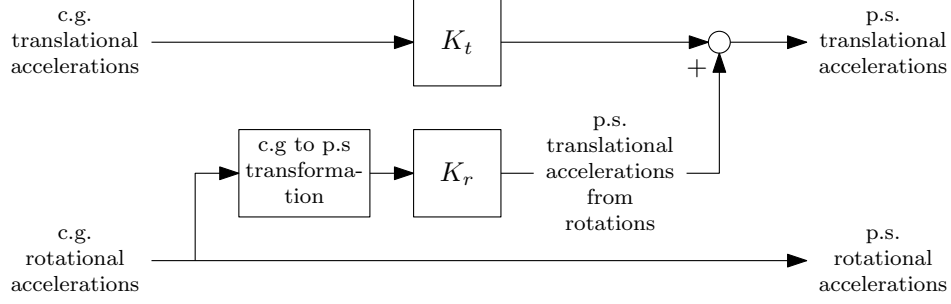 c.g.
translational
accelerations
K_t
+
p.s.
translational
accelerations
c.g to p.s
transforma-
tion
K_r
p.s.
translational
accelerations
from
rotations
c.g.
rotational
accelerations
p.s.
rotational
accelerations